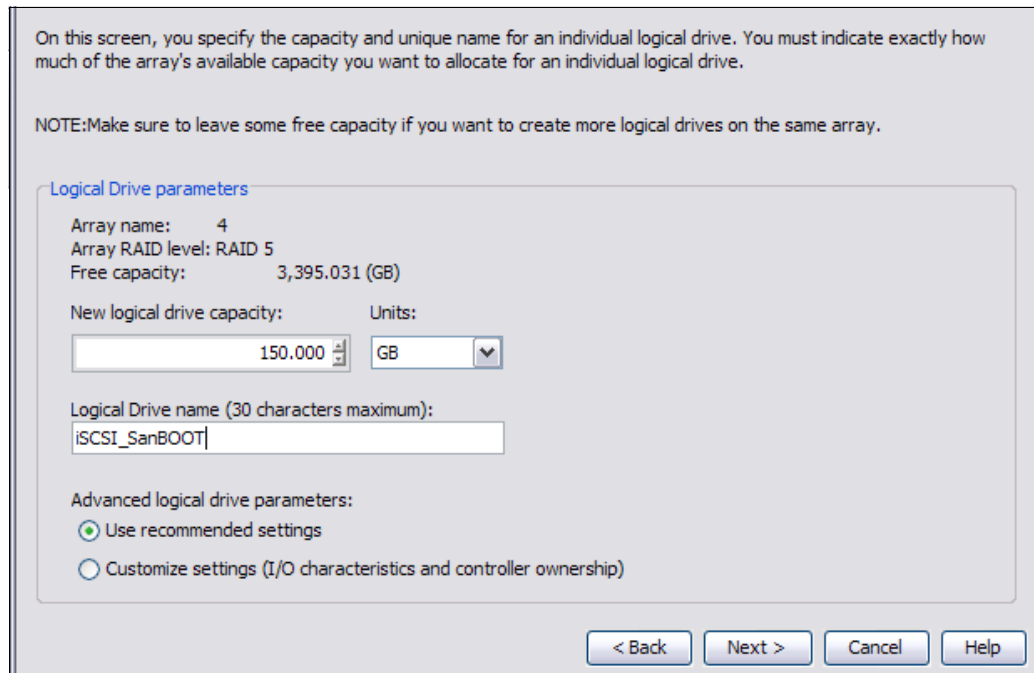 On this screen, you specify the capacity and unique name for an individual logical drive. You must indicate exactly how
much of the array's available capacity you want to allocate for an individual logical drive.
NOTE:Make sure to leave some free capacity if you want to create more logical drives on the same array.
Logical Drive parameters
Array name: 4
Array RAID level: RAID 5
Free capacity: 3,395.031 (GB)
New logical drive capacity: Units:
150.000 GB
Logical Drive name (30 characters maximum):
iSCSI_SanBOOT
Advanced logical drive parameters:
Use recommended settings
Customize settings (I/O characteristics and controller ownership)
< Back Next > Cancel Help